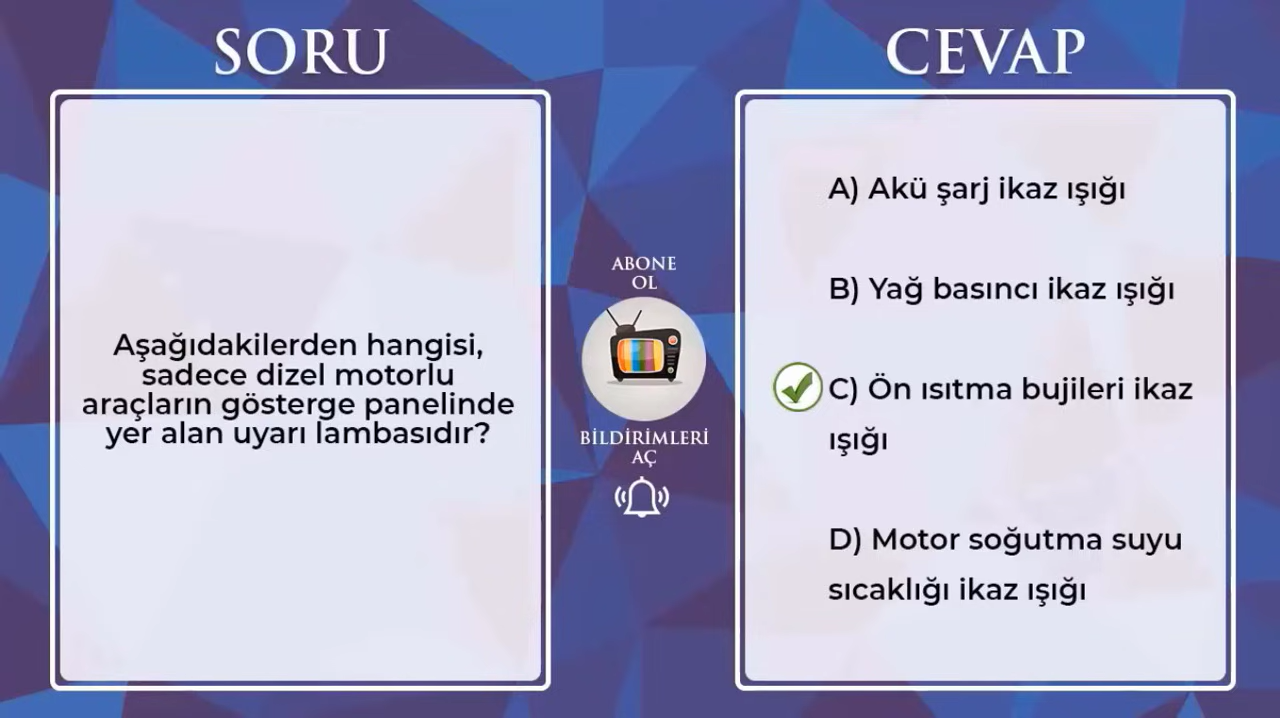 SORU
Aşağıdakilerden hangisi,
sadece dizel motorlu
araçların gösterge panelinde
yer alan uyarı lambasıdır?
ABONE
OL
BİLDİRİMLERİ
AÇ
CEVAP
A) Akü şarj ikaz ışığı
B) Yağ basıncı ikaz ışığı
C) Ön ısıtma bujileri ikaz
ışığı
D) Motor soğutma suyu
sıcaklığı ikaz ışığı